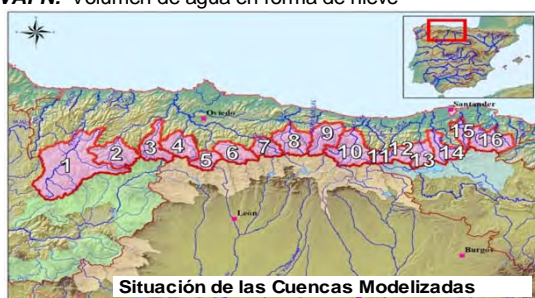 VAFN: Volumen de agua en forma de nieve
Oviedo
Santander
1
2
3
4
5
6
7
8
9
10
11
12
13
14
15
16
León
Burgos
Situación de las Cuencas Modelizadas